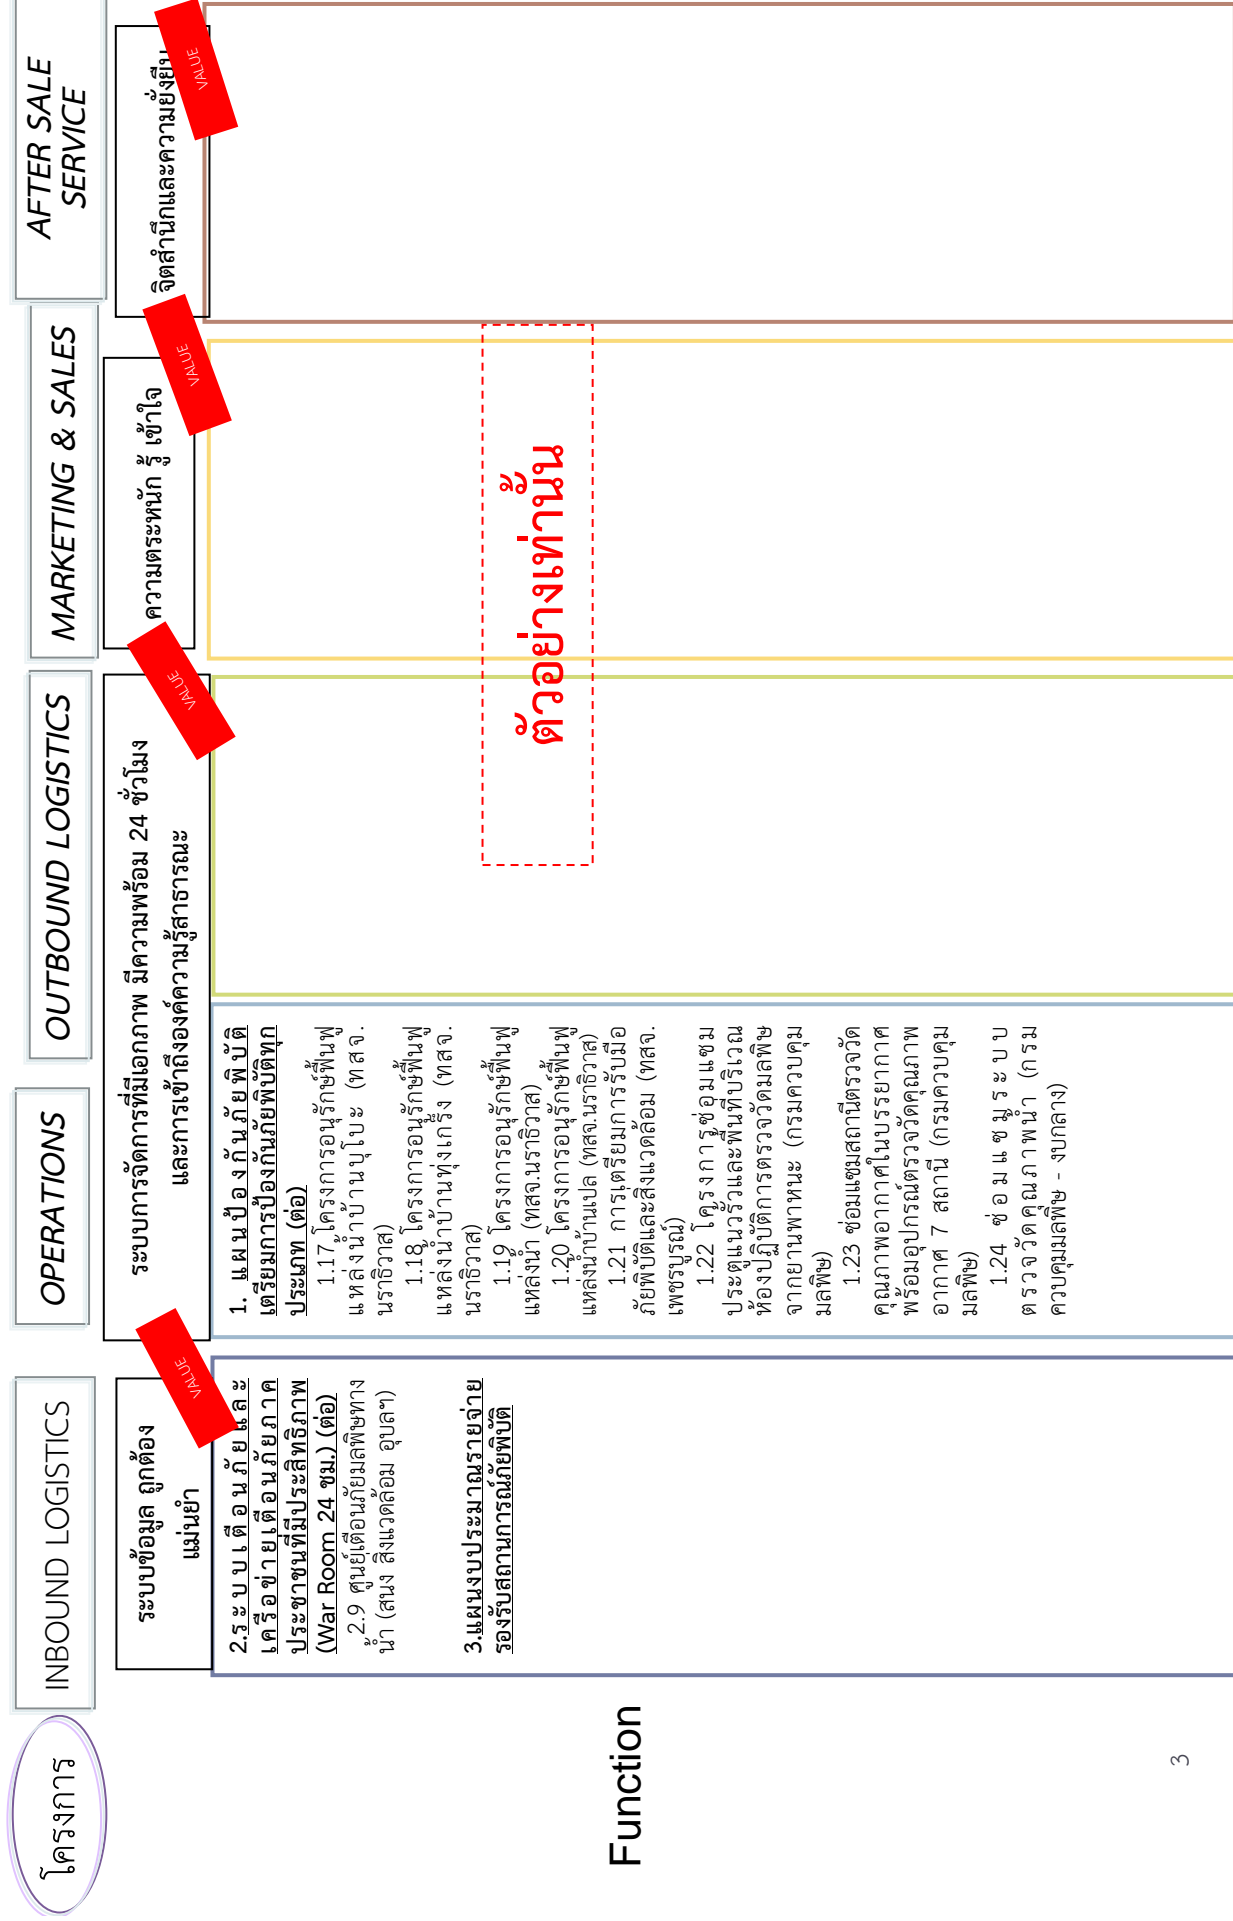 โครงการ
INBOUND LOGISTICS
OPERATIONS
OUTBOUND LOGISTICS
MARKETING & SALES
AFTER SALE
SERVICE
ระบบข้อมูล ถูกต้อง
แม่นยำ
VALUE
ระบบการจัดการที่มีเอกภาพ มีความพร้อม 24 ชั่วโมง
และการเข้าถึงองค์ความรู้สาธารณะ
VALUE
ความตระหนัก รู้ เข้าใจ
VALUE
จิตสำนึกและความยั่งยืน
VALUE
Function
2.ระบบเตือนภัยและ
เครือข่ายเตือนภัยภาค
ประชาชนที่มีประสิทธิภาพ
(War Room 24 ชม.) (ต่อ)
2.9 ศูนย์เตือนภัยมลพิษทาง
น้ำ (สนง สิ่งแวดล้อม อุบลฯ)
3.แผนงบประมาณรายจ่าย
รองรับสถานการณ์ภัยพิบัติ
1. แผนป้องกันภัยพิบัติ
เตรียมการป้องกันภัยพิบัติทุก
ประเภท (ต่อ)
1.17 โครงการอนุรักษ์ฟื้นฟู
แหล่งน้ำบ้านบุโบะ (ทสจ.
นราธิวาส)
1.18 โครงการอนุรักษ์ฟื้นฟู
แหล่งน้ำบ้านทุ่งเกร็ง (ทสจ.
นราธิวาส)
1.19 โครงการอนุรักษ์ฟื้นฟู
แหล่งน้ำ (ทสจ.นราธิวาส)
1.20 โครงการอนุรักษ์ฟื้นฟู
แหล่งน้ำบ้านเปล (ทสจ.นราธิวาส)
1.21 การเตรียมการรับมือ
ภัยพิบัติและสิ่งแวดล้อม (ทสจ.
เพชรบูรณ์)
1.22 โครงการซ่อมแซม
ประตูแนวรั้วและพื้นที่บริเวณ
ห้องปฏิบัติการตรวจวัดมลพิษ
จากยานพาหนะ (กรมควบคุม
มลพิษ)
1.23 ซ่อมแซมสถานีตรวจวัด
คุณภาพอากาศในบรรยากาศ
พร้อมอุปกรณ์ตรวจวัดคุณภาพ
อากาศ 7 สถานี (กรมควบคุม
มลพิษ)
1.24 ซ่อมแซมระบบ
ตรวจวัดคุณภาพน้ำ (กรม
ควบคุมมลพิษ - งบกลาง)
ตัวอย่างเท่านั้น
3